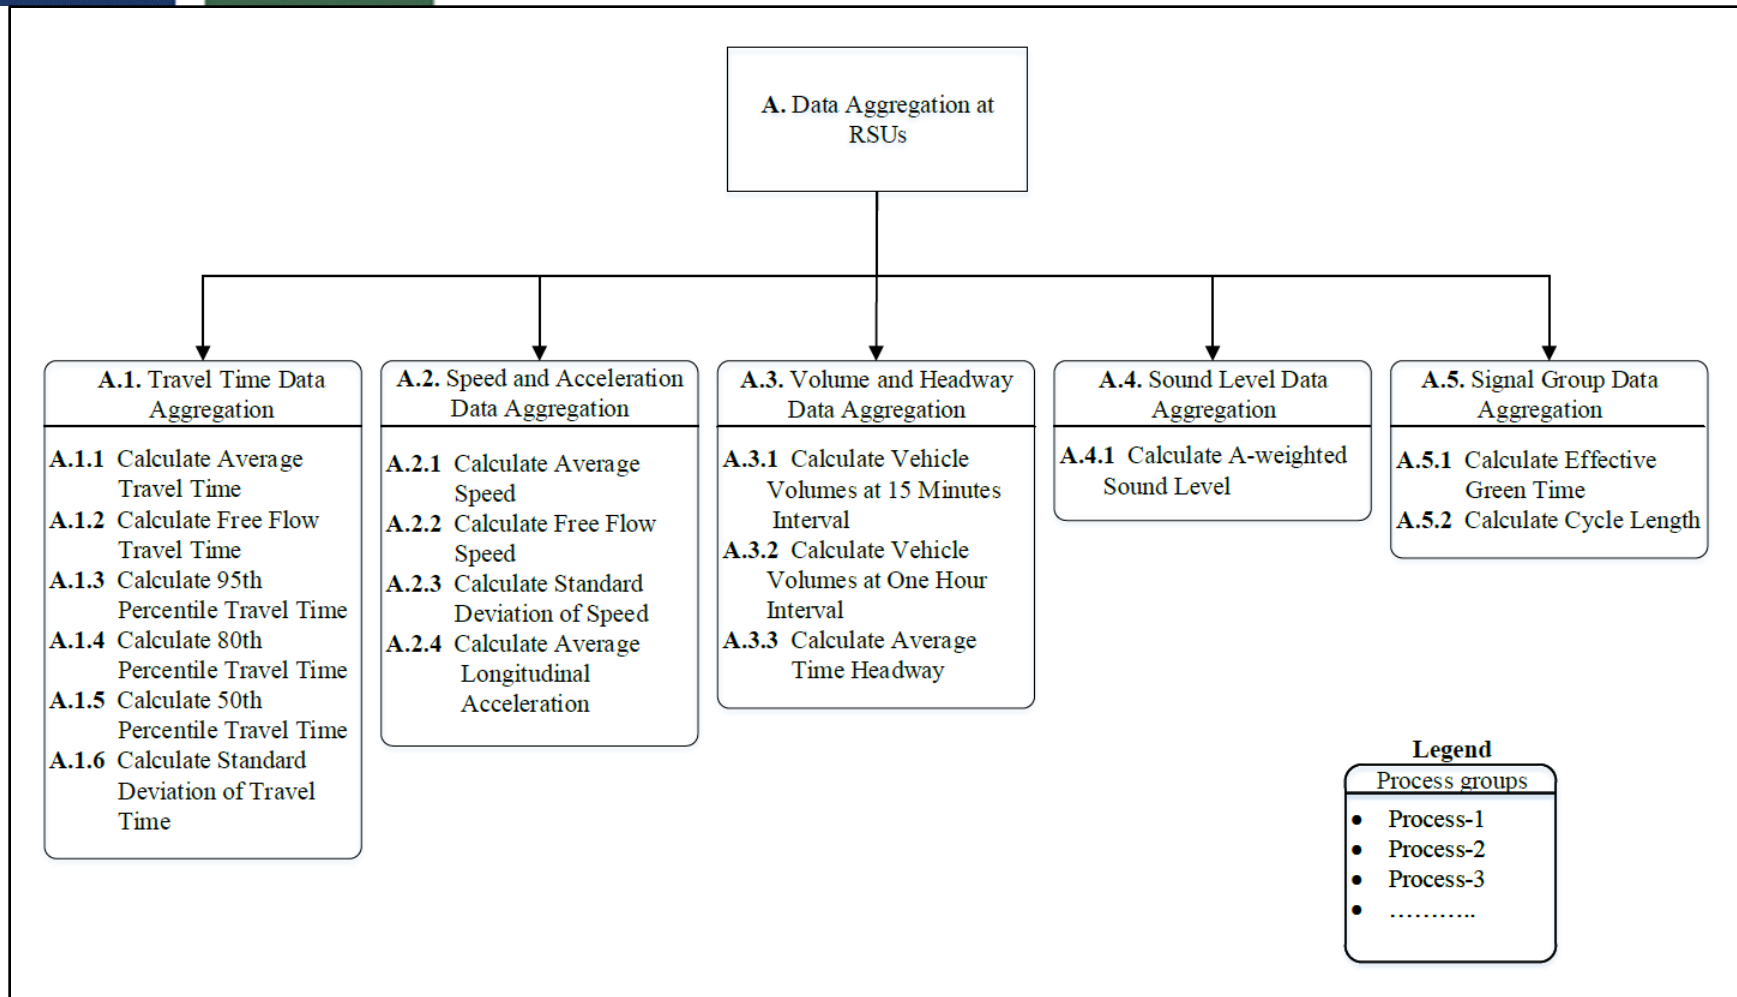 A. Data Aggregation at
RSUs
A.1. Travel Time Data
Aggregation
A.1.1 Calculate Average
Travel Time
A.1.2 Calculate Free Flow
Travel Time
A.1.3 Calculate 95th
Percentile Travel Time
A.1.4 Calculate 80th
Percentile Travel Time
A.1.5 Calculate 50th
Percentile Travel Time
A.1.6 Calculate Standard
Deviation of Travel
Time
A.2. Speed and Acceleration
Data Aggregation
A.2.1 Calculate Average
Speed
A.2.2 Calculate Free Flow
Speed
A.2.3 Calculate Standard
Deviation of Speed
A.2.4 Calculate Average
Longitudinal
Acceleration
A.3. Volume and Headway
Data Aggregation
A.3.1 Calculate Vehicle
Volumes at 15 Minutes
Interval
A.3.2 Calculate Vehicle
Volumes at One Hour
Interval
A.3.3 Calculate Average
Time Headway
A.4. Sound Level Data
Aggregation
A.4.1 Calculate A-weighted
Sound Level
A.5. Signal Group Data
Aggregation
A.5.1 Calculate Effective
Green Time
A.5.2 Calculate Cycle Length
Legend
Process groups
● Process-1
● Process-2
● Process-3
● ………..